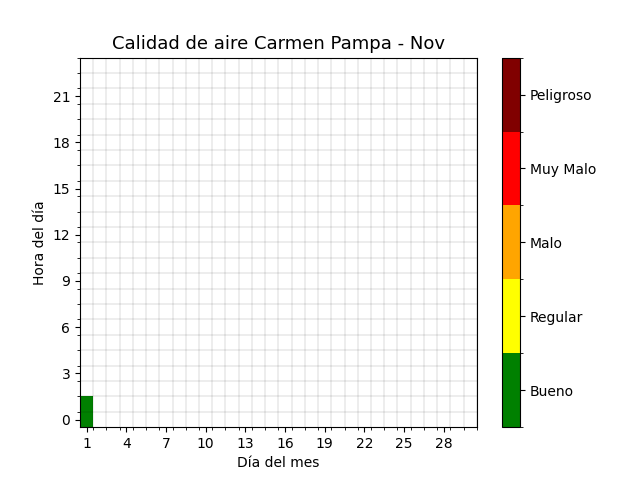 Calidad de aire Carmen Pampa - Nov
Hora del día
21
18
15
12
9
6
3
0
1 4 7 10 13 16 19 22 25 28
Día del mes
Peligroso
Muy Malo
Malo
Regular
Bueno